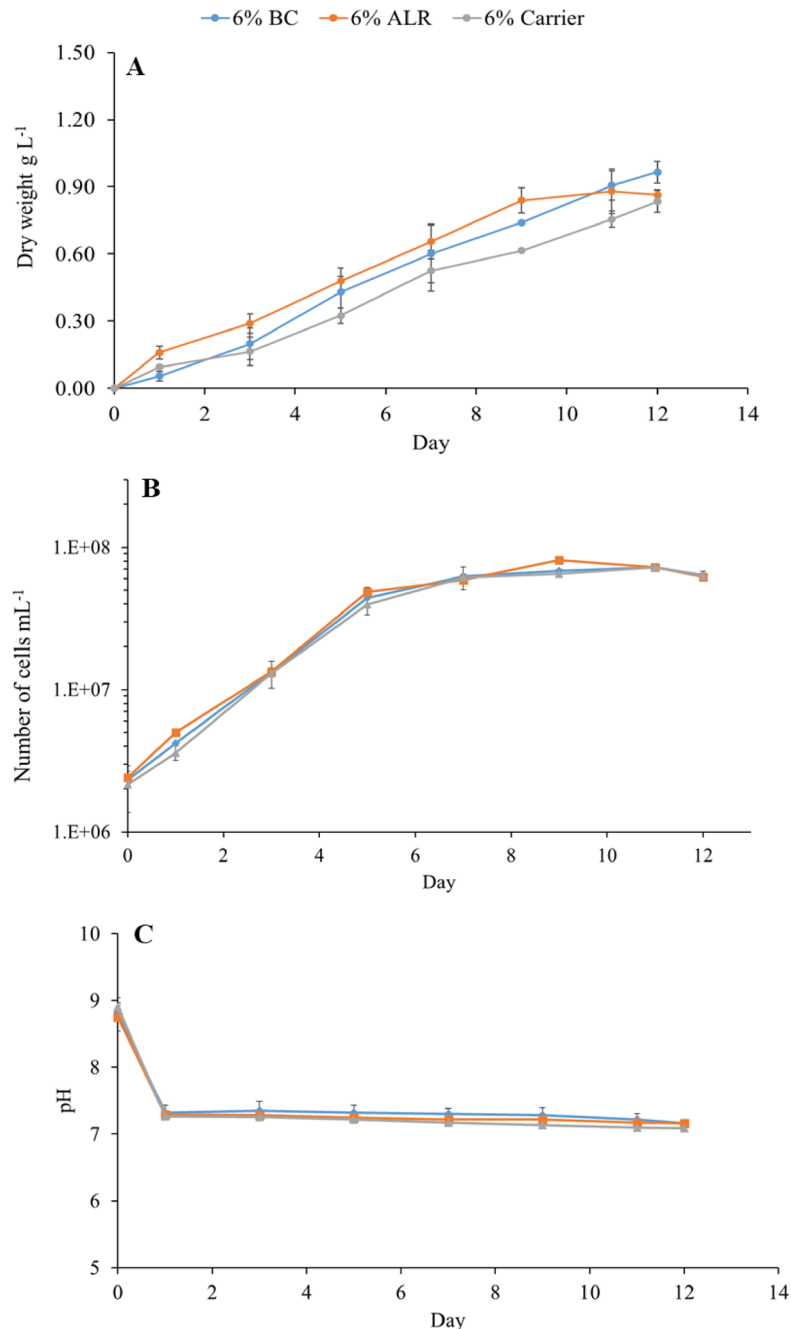 6% BC 6% ALR 6% Carrier
A
1.50
1.20
0.90
0.60
0.30
0.00
Dry weight g L-1
0 2 4 6 8 10 12 14
Day
B
1.E+08
1.E+07
1.E+06
Number of cells mL-1
0 2 4 6 8 10 12
Day
C
10
9
8
7
6
5
pH
0 2 4 6 8 10 12 14
Day